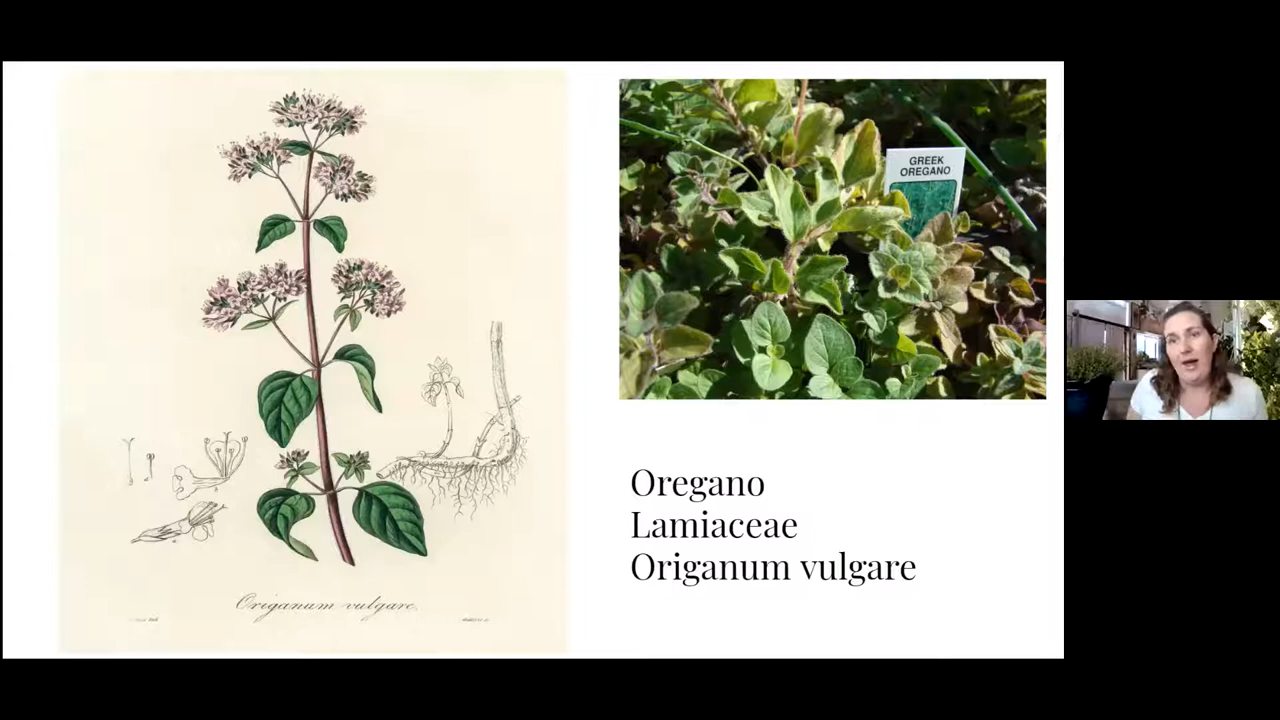 Origanum vulgare.
GREEK
OREGANO
Oregano
Lamiaceae
Origanum vulgare